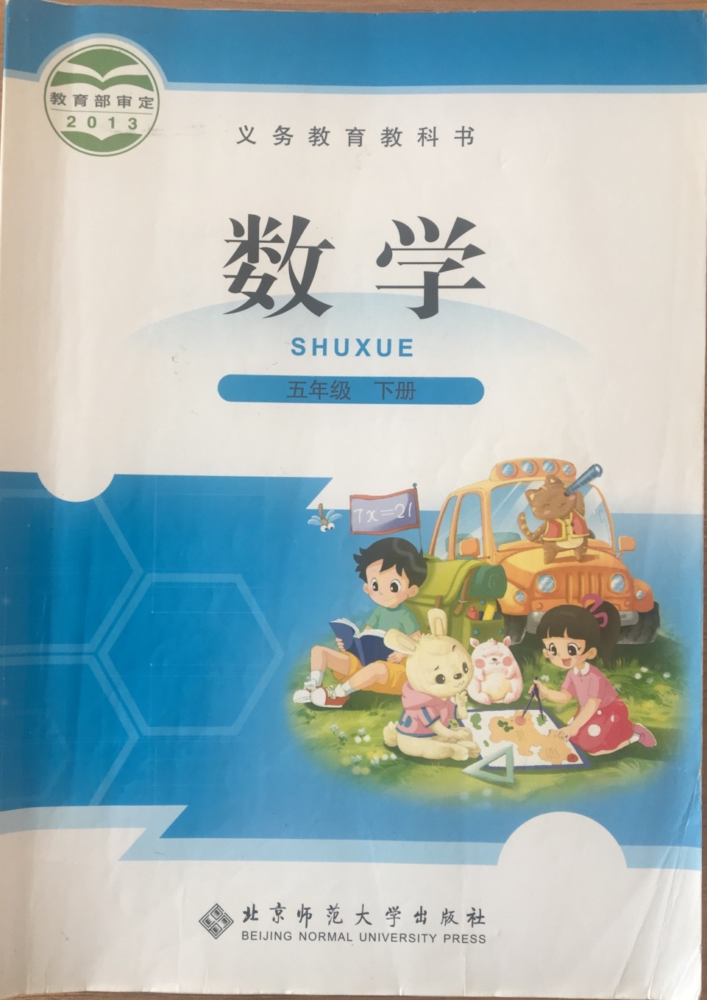 教育部审定
2013
义务教育教科书
数学
SHUXUE
五年级 下册
7x=21
北京师范大学出版社
BEIJING NORMAL UNIVERSITY PRESS